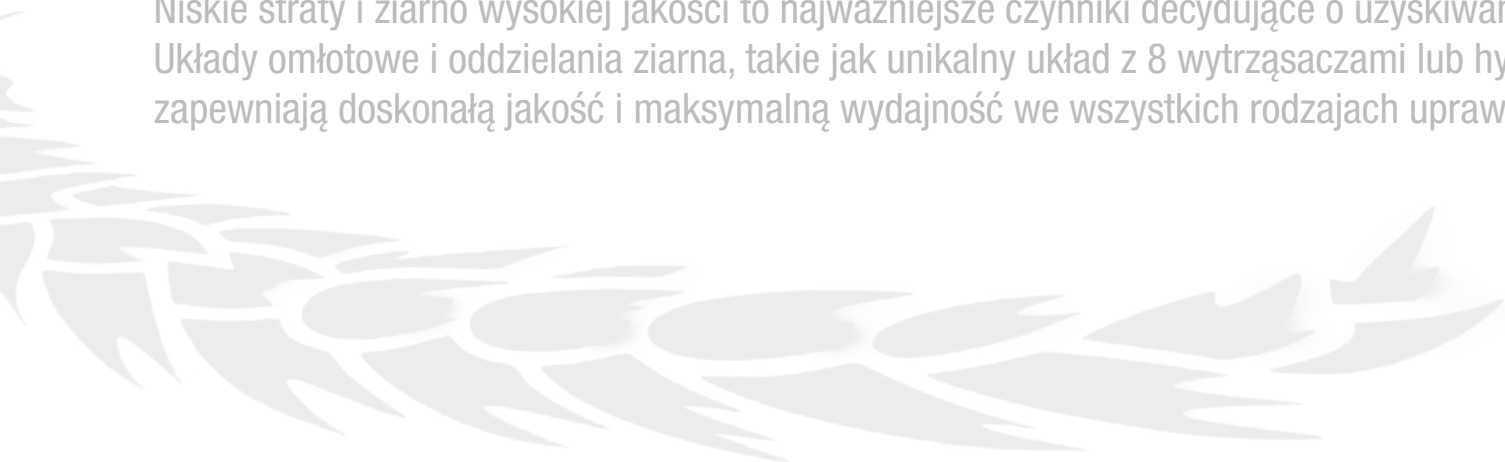 Niskie straty i ziarno wysokiej jakości to najważniejsze czynniki decydujące o uzyskiwan
Układy omłotowe i oddzielania ziarna, takie jak unikalny układ z 8 wytrząsaczami lub hy
zapewniają doskonałą jakość i maksymalną wydajność we wszystkich rodzajach upraw